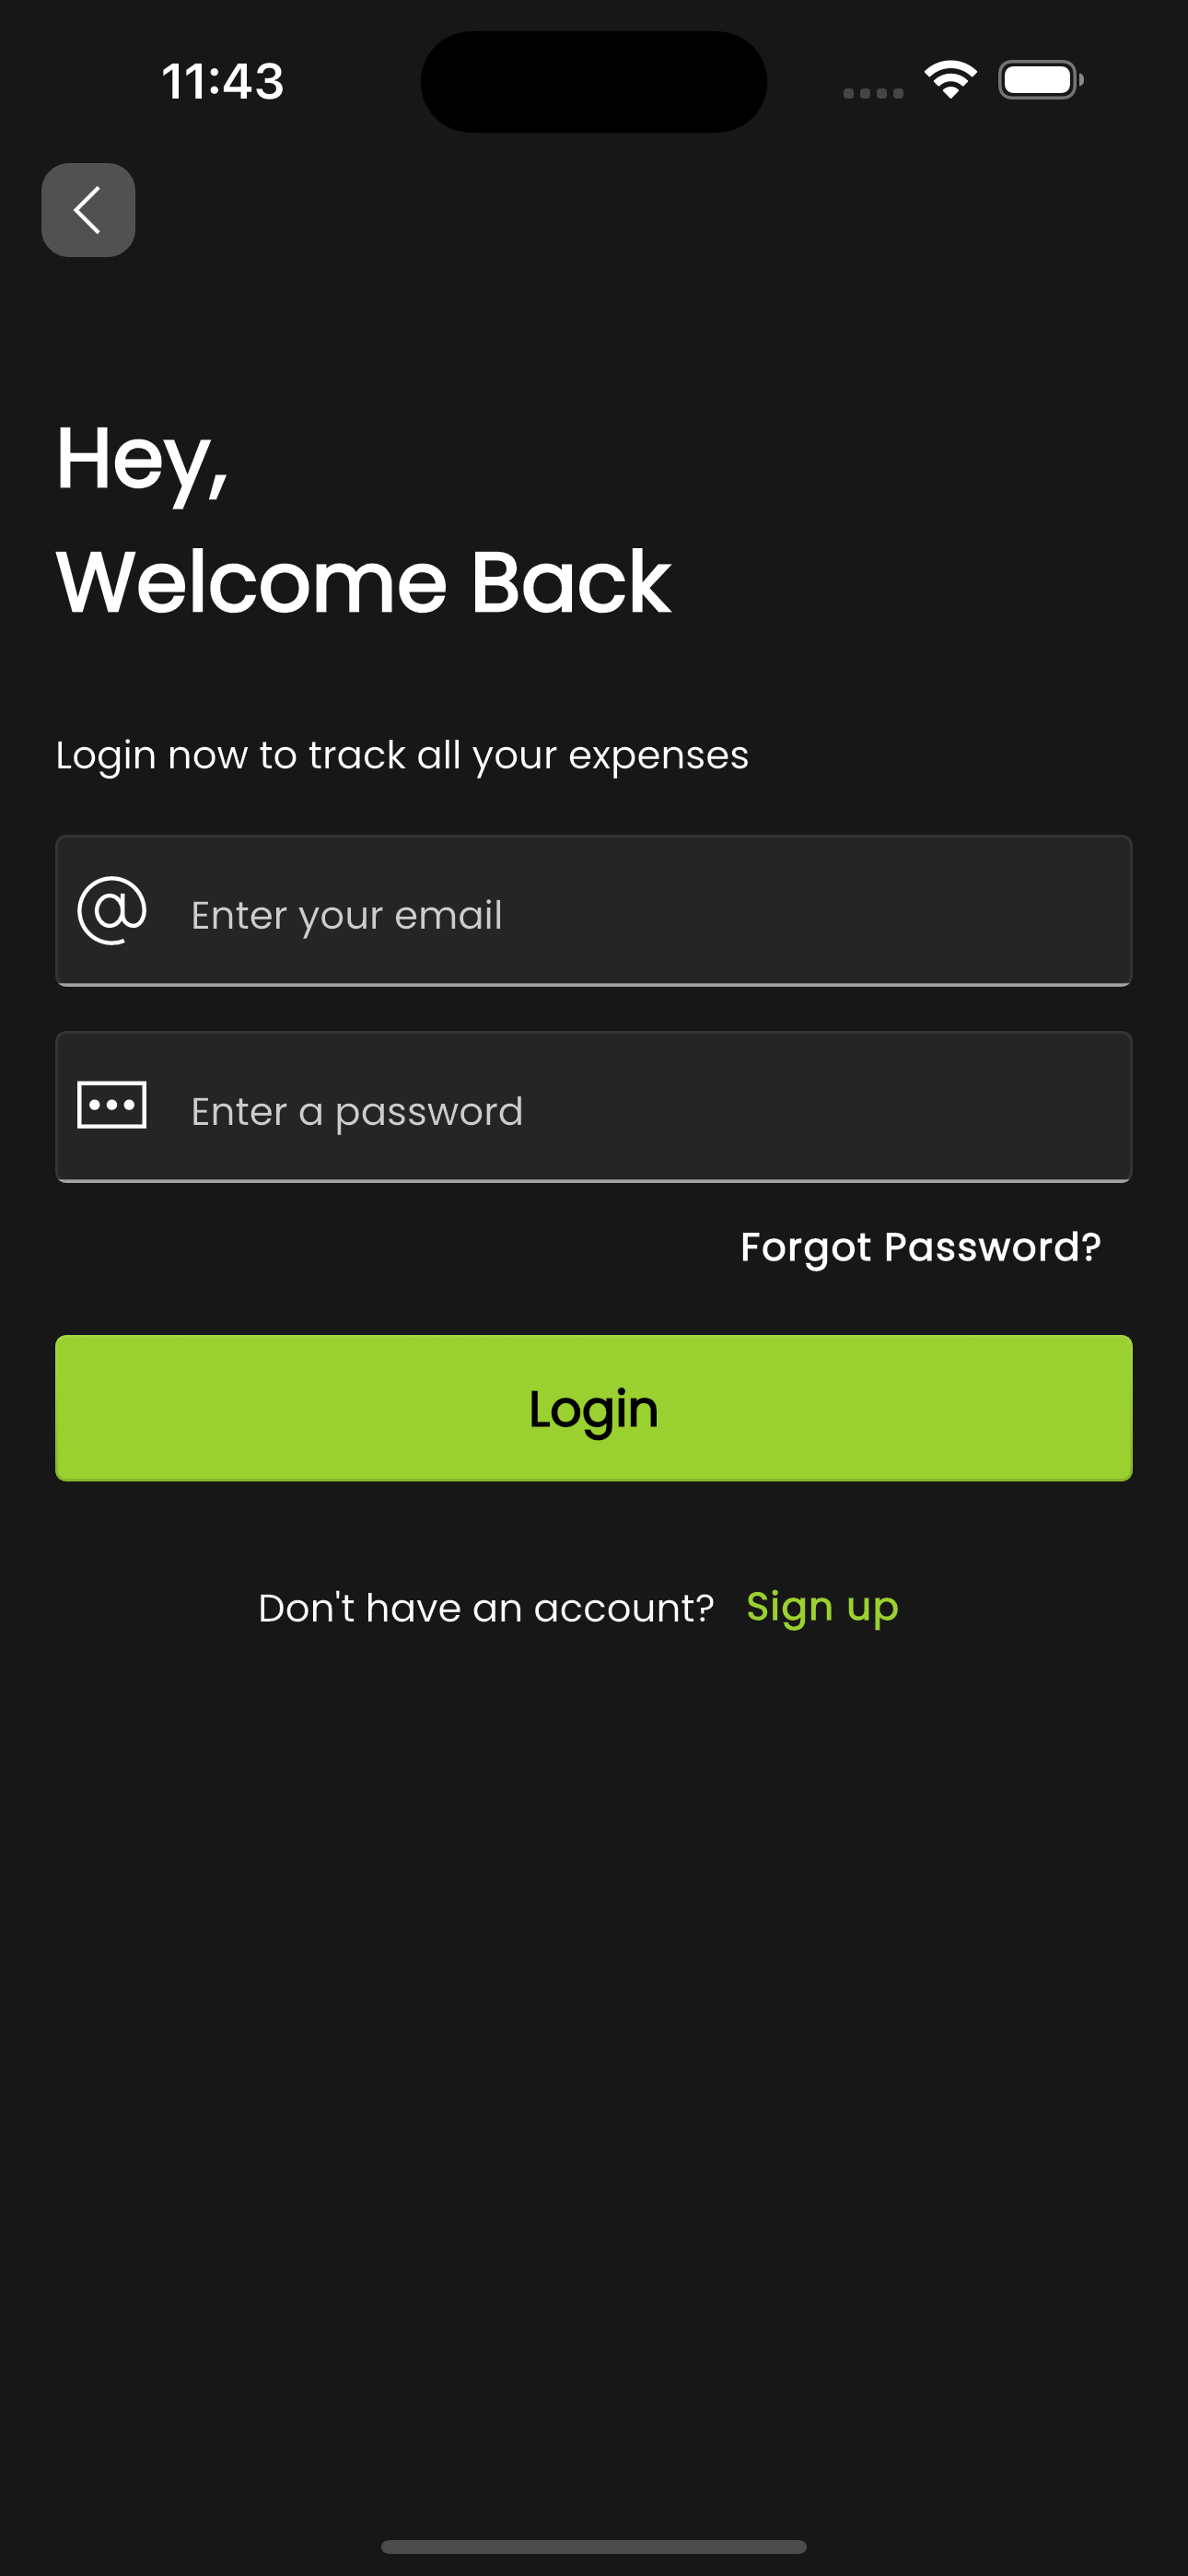 11:43
Hey,
Welcome Back
Login now to track all your expenses
Enter your email
Enter a password
Forgot Password?
Login
Don't have an account? Sign up